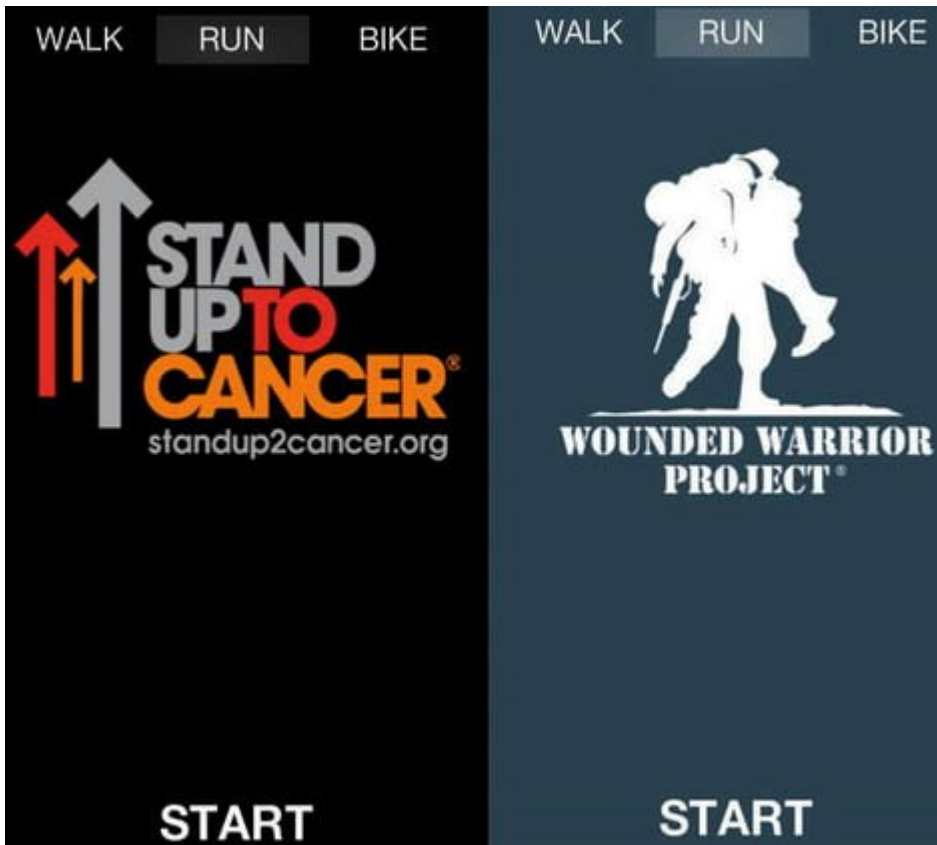 WALK RUN BIKE
STAND
UP TO
CANCER®
standup2cancer.org
START
WALK RUN BIKE
WOUNDED WARRIOR
PROJECT®
START